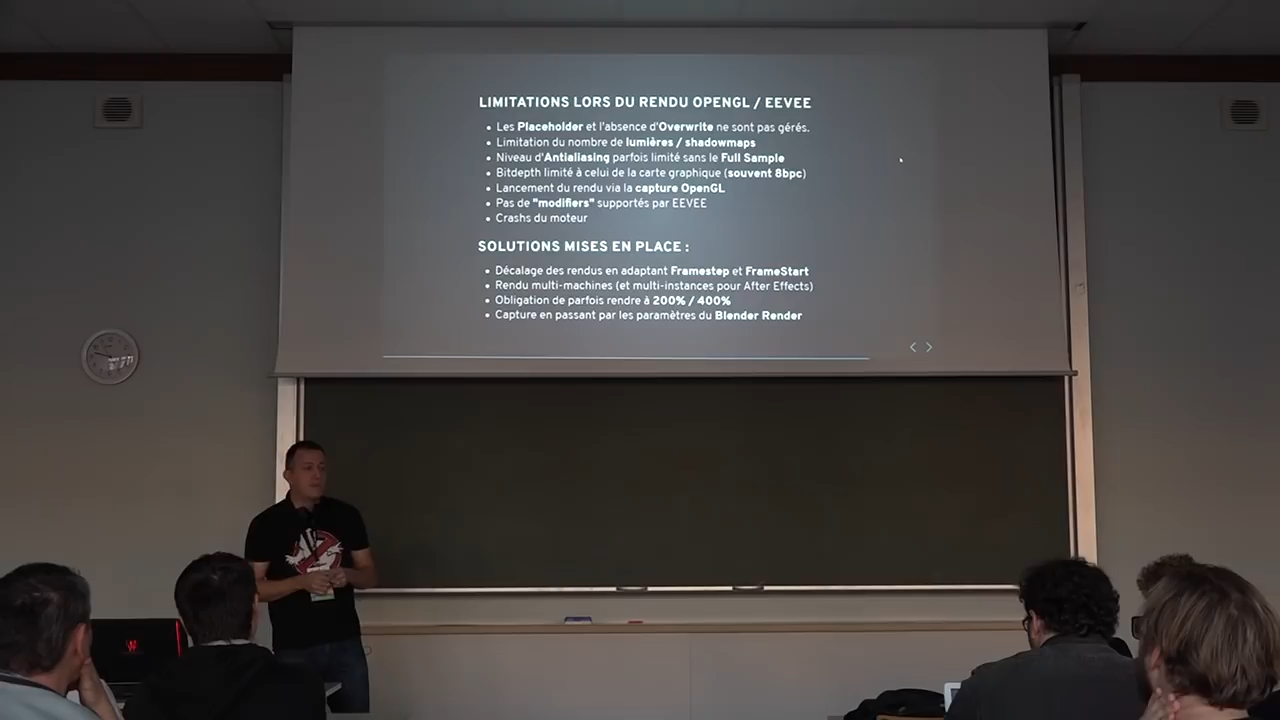 LIMITATIONS LORS DU RENDU OPENGL / EEVEE
• Les Placeholder et l'absence d'Overwrite ne sont pas gérés.
• Limitation du nombre de lumières / shadowmaps
• Niveau d'Antialiasing parfois limité sans le Full Sample
• Bitdepth limité à celui de la carte graphique (souvent 8bpc)
• Lancement du rendu via la capture OpenGL
• Pas de "modifiers" supportés par EEVEE
• Crashs du moteur
SOLUTIONS MISES EN PLACE :
• Décalage des rendus en adaptant Framestep et FrameStart
• Rendu multi-machines (et multi-instances pour After Effects)
• Obligation de parfois rendre à 200% / 400%
• Capture en passant par les paramètres du Blender Render